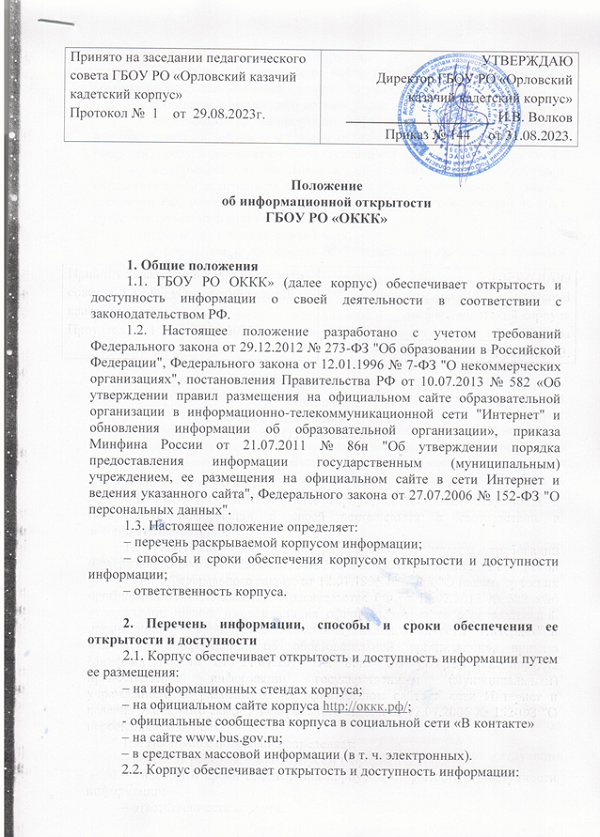 Принято на заседании педагогического
совета ГБОУ РО «Орловский казачий
кадетский корпус»
Протокол № 1 от 29.08.2023г.
УТВЕРЖДАЮ
Директор ГБОУ РО «Орловский
казачий кадетский корпус»
И.В. Волков
Приказ № 144 от 31.08.2023.
Положение
об информационной открытости
ГБОУ РО «ОККК»
1. Общие положения
1.1. ГБОУ РО ОККК» (далее корпус) обеспечивает открытость и
доступность информации о своей деятельности в соответствии с
законодательством РФ.
1.2. Настоящее положение разработано с учетом требований
Федерального закона от 29.12.2012 № 273-ФЗ "Об образовании в Российской
Федерации", Федерального закона от 12.01.1996 № 7-ФЗ "О некоммерческих
организациях", постановления Правительства РФ от 10.07.2013 № 582 «Об
утверждении правил размещения на официальном сайте образовательной
организации в информационно-телекоммуникационной сети "Интернет" и
обновления информации об образовательной организации», приказа
Минфина России от 21.07.2011 № 86н "Об утверждении порядка
предоставления информации государственным (муниципальным)
учреждением, ее размещения на официальном сайте в сети Интернет и
ведения указанного сайта", Федерального закона от 27.07.2006 № 152-ФЗ "О
персональных данных".
1.3. Настоящее положение определяет:
– перечень раскрываемой корпусом информации;
– способы и сроки обеспечения корпусом открытости и доступности
информации;
– ответственность корпуса.
2. Перечень информации, способы и сроки обеспечения ее
открытости и доступности
2.1. Корпус обеспечивает открытость и доступность информации путем
ее размещения:
– на информационных стендах корпуса;
– на официальном сайте корпуса http://оккк.рф/;
- официальные сообщества корпуса в социальной сети «В контакте»
– на сайте www.bus.gov.ru;
– в средствах массовой информации (в т. ч. электронных).
2.2. Корпус обеспечивает открытость и доступность информации: